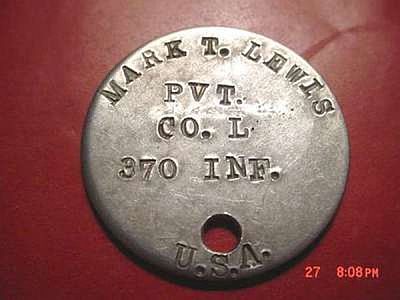 MARK T. LEWIS
PVT.
CO. L
370 INF.
U.S.A.
27 8:08PM